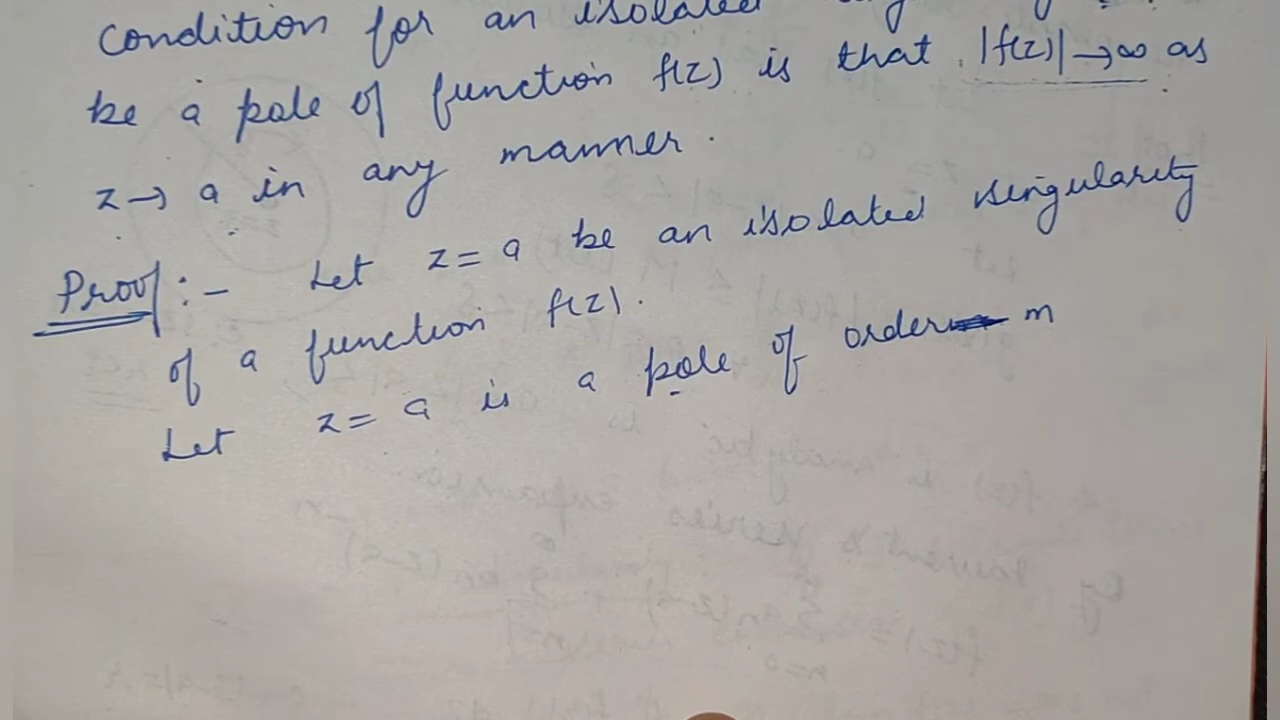 condition for an isolated
be a pole of function f(z) is that |f(z)| → ∞ as
z → a in any manner.
Proof :- Let z = a be an isolated singularity
of a function f(z).
Let z = a is a pole of order m